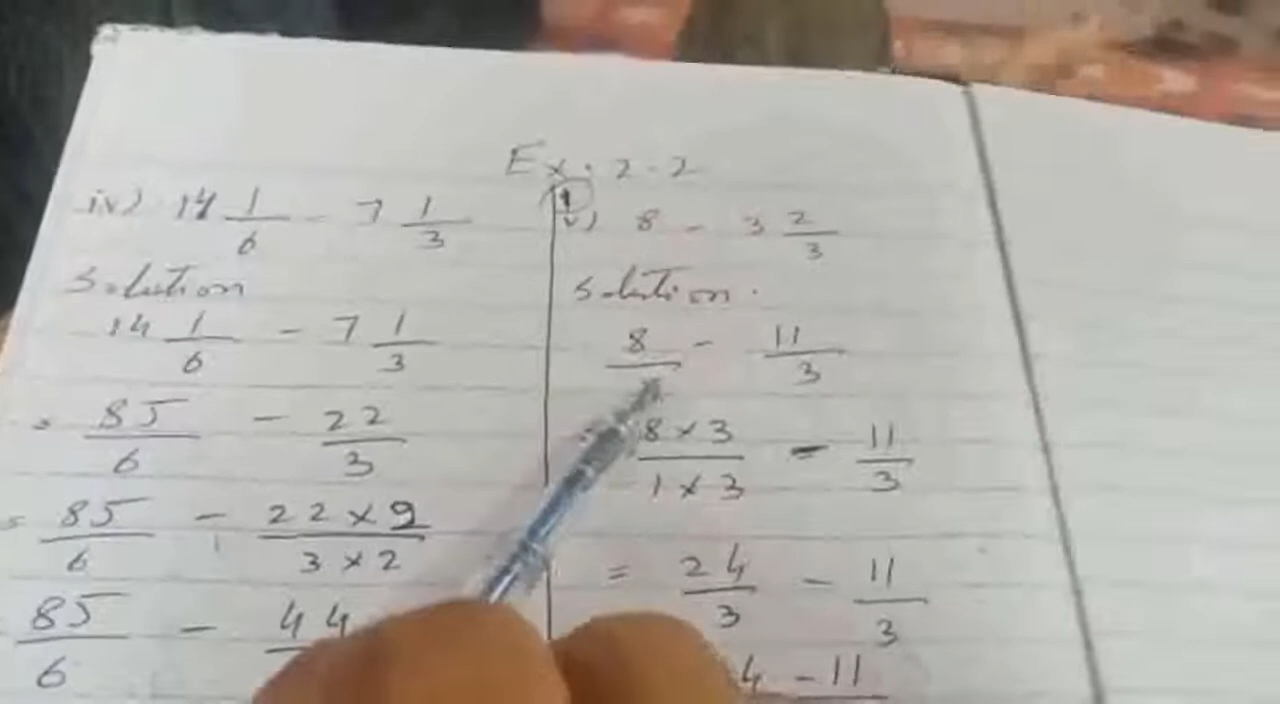 Ex. 2.2
iv) 14 1/6 - 7 1/3
Solution
14 1/6 - 7 1/3
= 85/6 - 22/3
= 85/6 - 22×2/3×2
85/6 - 44
v) 8 - 3 2/3
Solution.
8 - 11/3
8×3/1×3 - 11/3
= 24/3 - 11/3
4 - 11